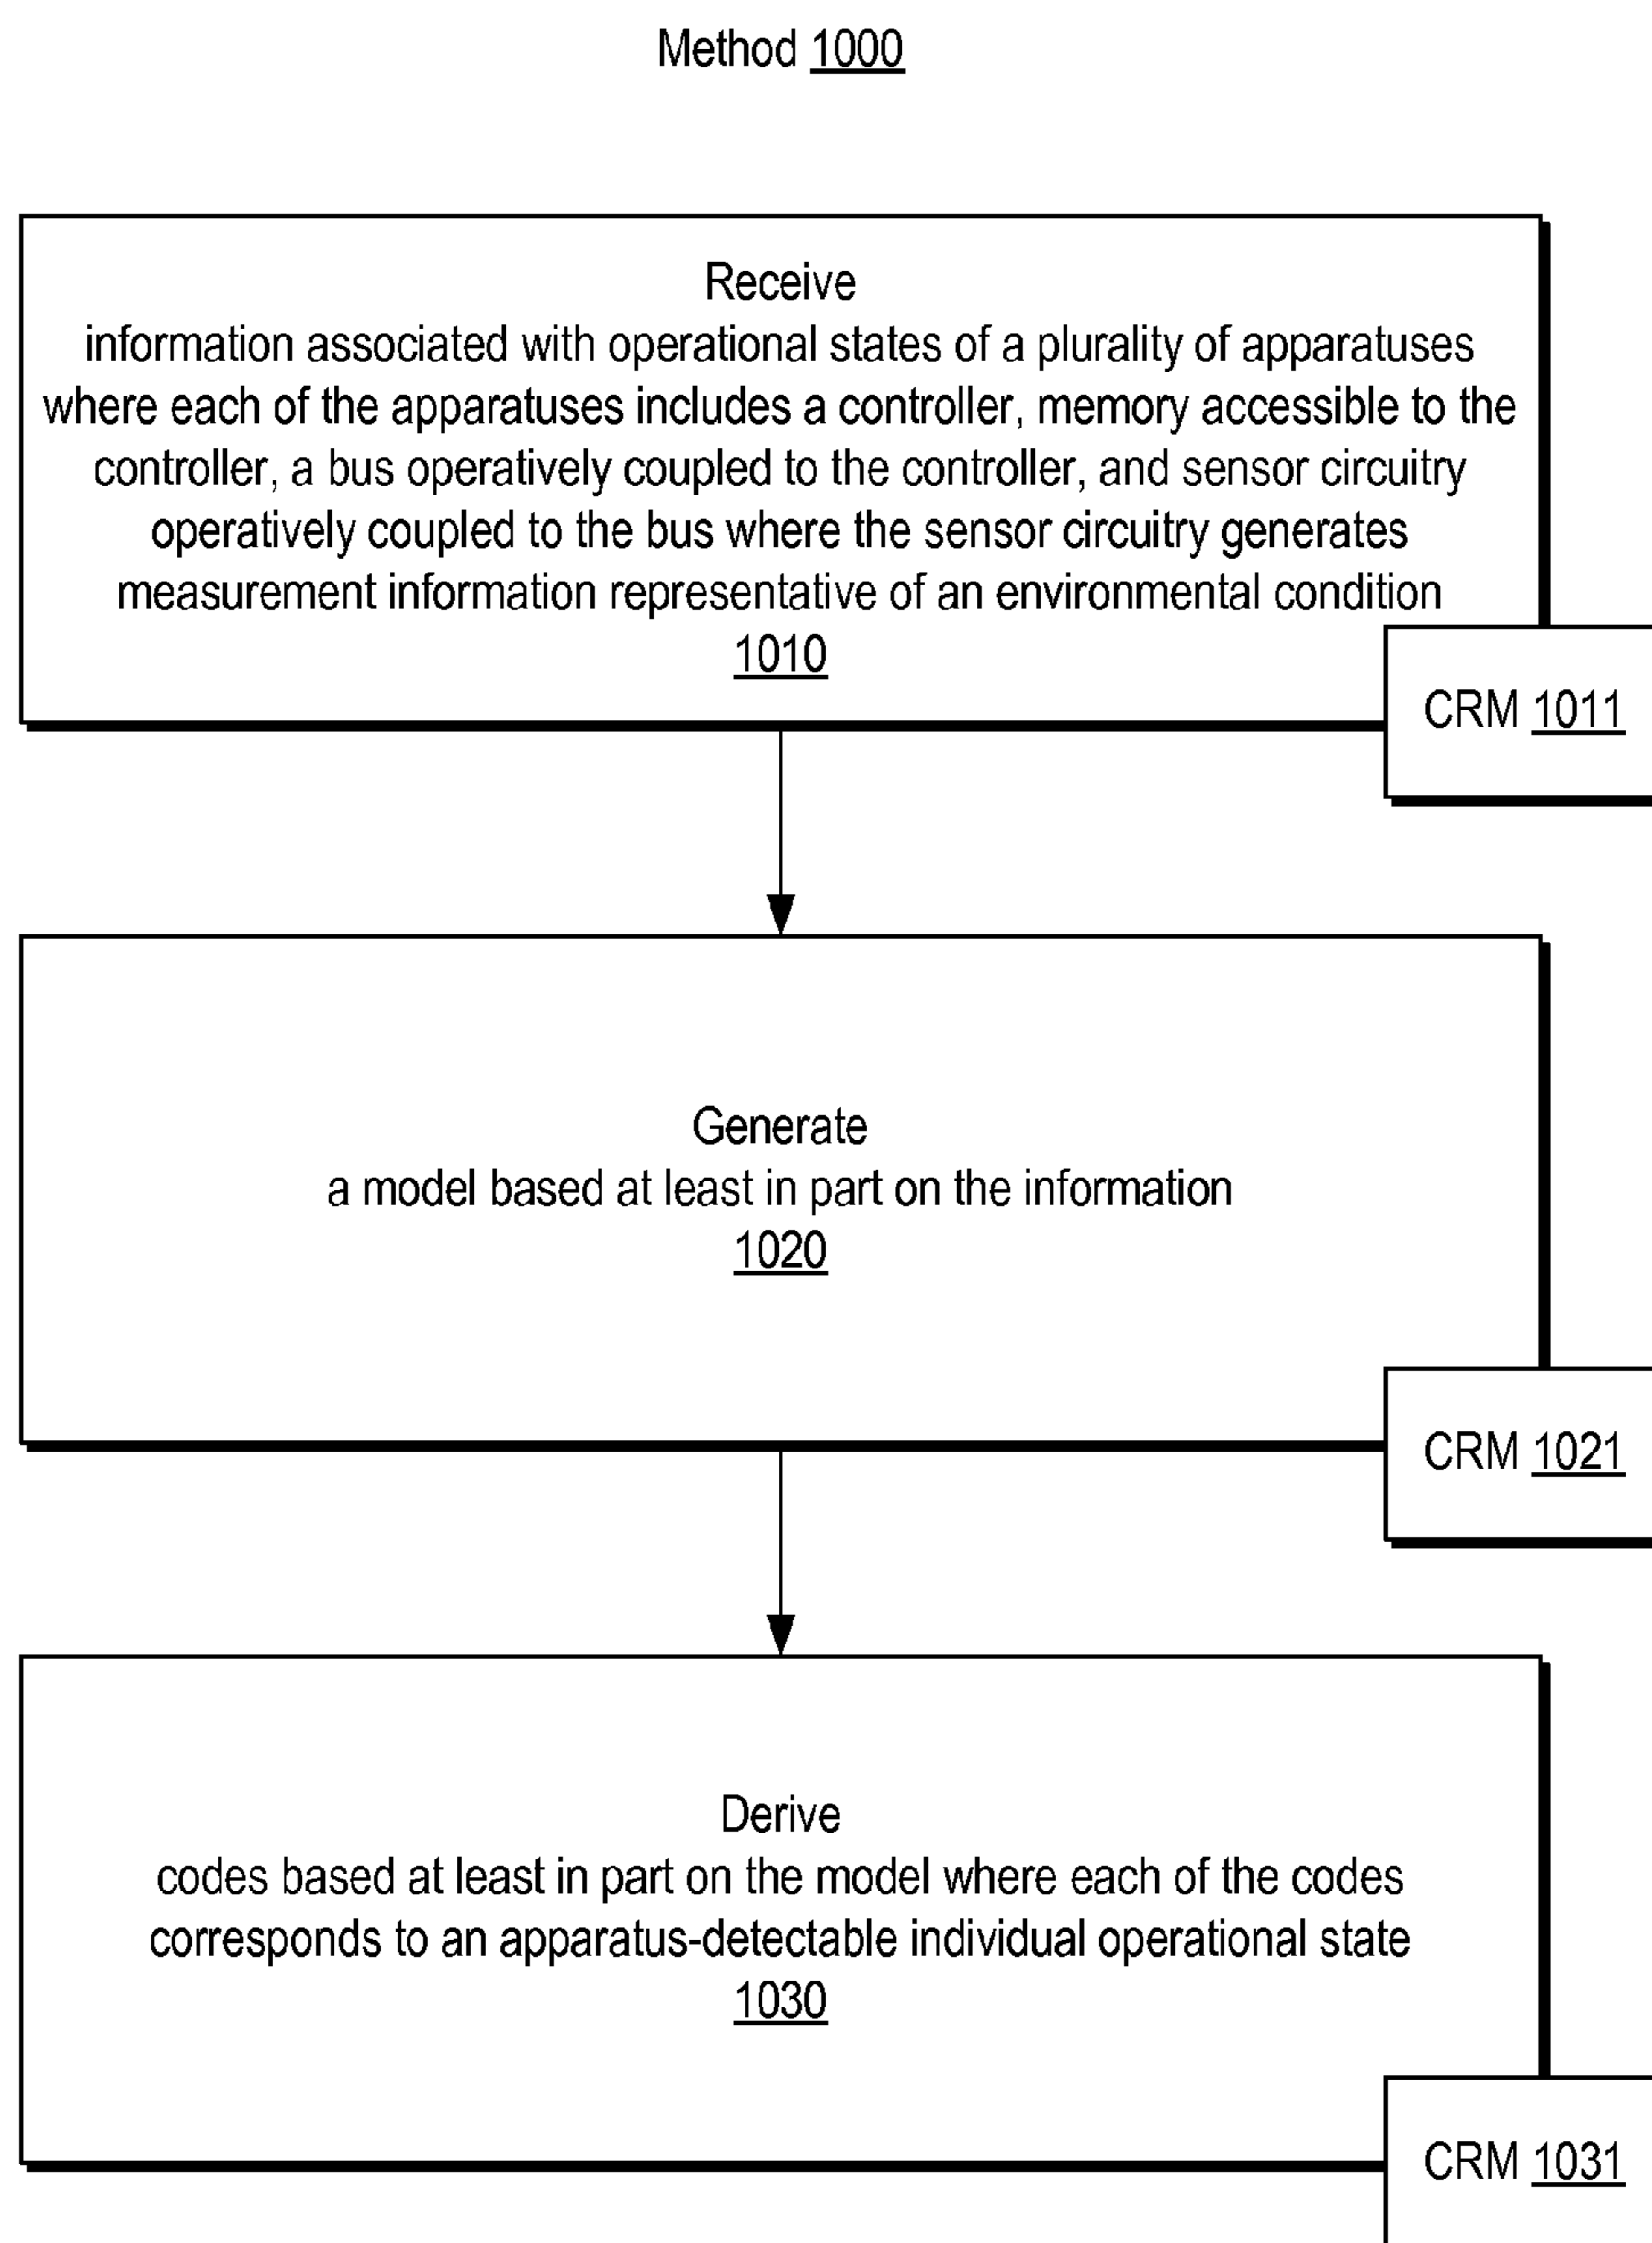 Method 1000
Receive
information associated with operational states of a plurality of apparatuses
where each of the apparatuses includes a controller, memory accessible to the
controller, a bus operatively coupled to the controller, and sensor circuitry
operatively coupled to the bus where the sensor circuitry generates
measurement information representative of an environmental condition
1010
CRM 1011
Generate
a model based at least in part on the information
1020
CRM 1021
Derive
codes based at least in part on the model where each of the codes
corresponds to an apparatus-detectable individual operational state
1030
CRM 1031